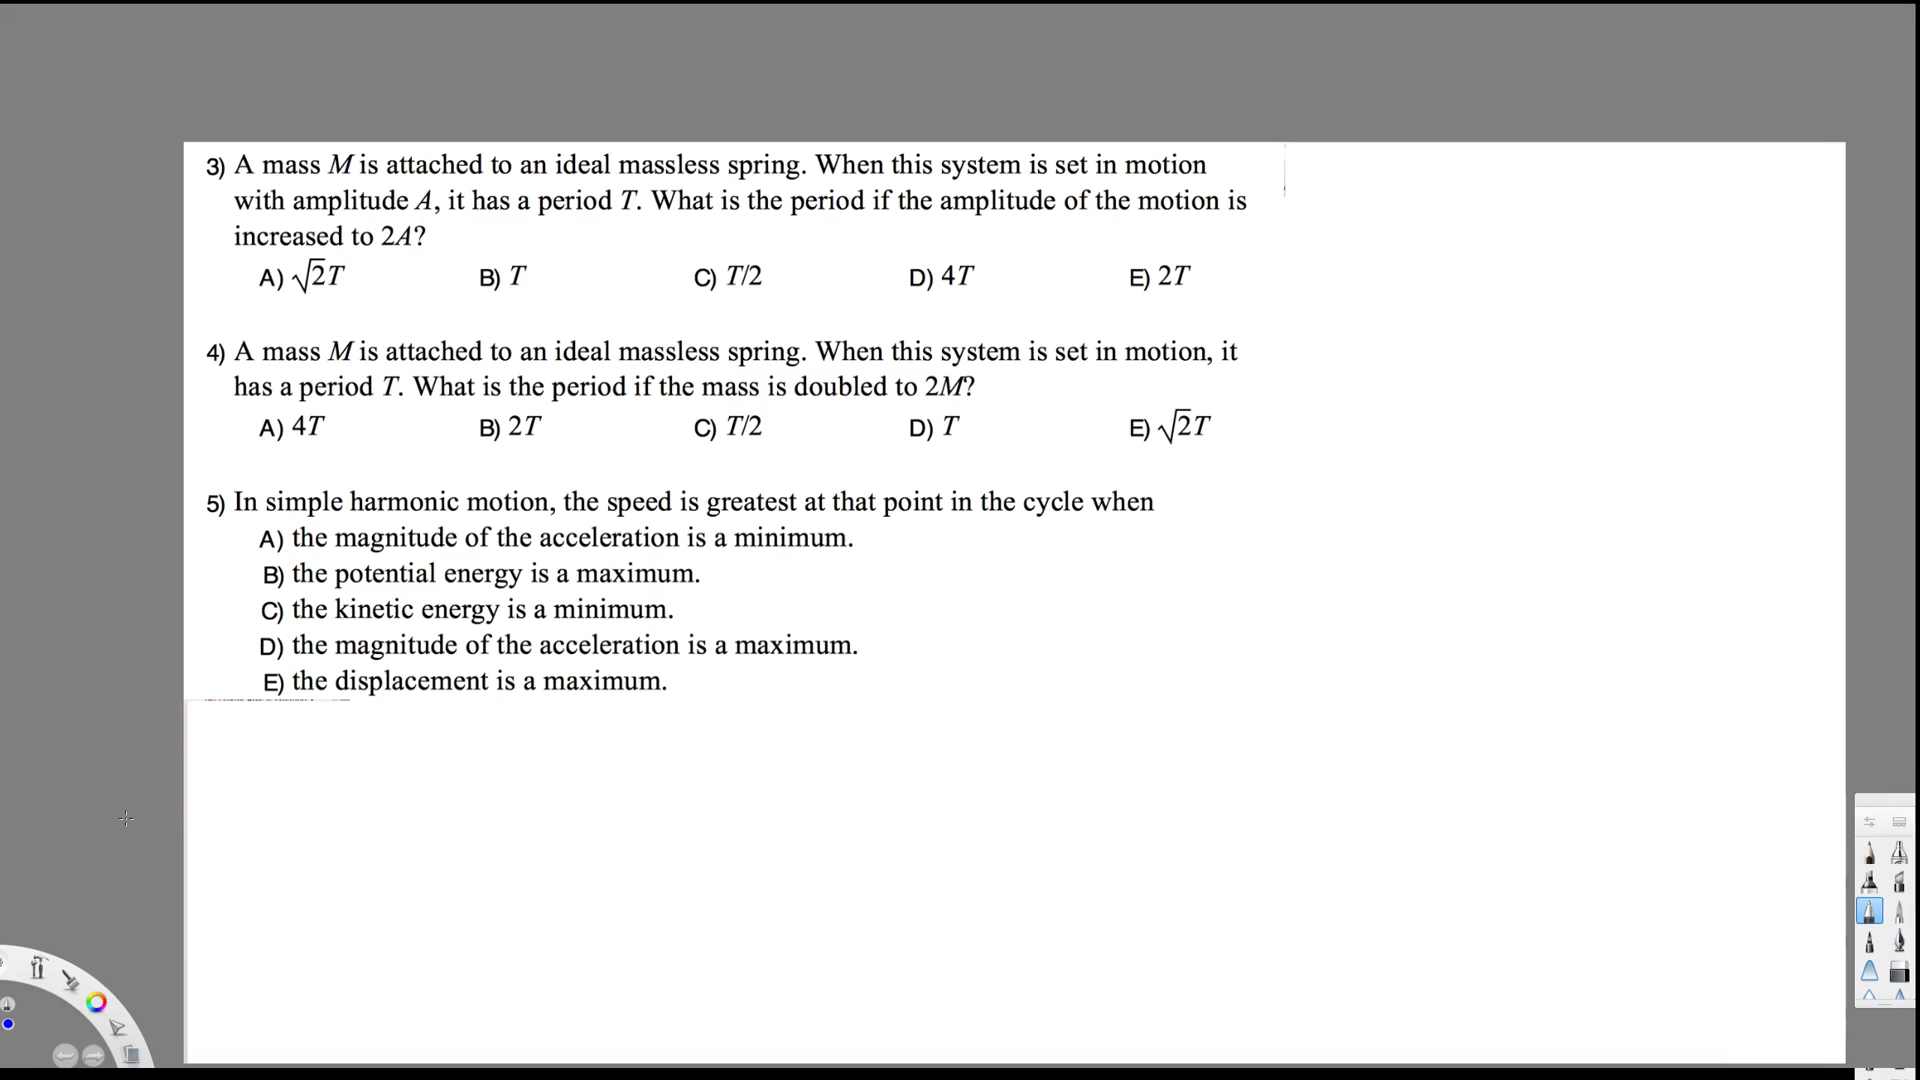 3) A mass M is attached to an ideal massless spring. When this system is set in motion
with amplitude A, it has a period T. What is the period if the amplitude of the motion is
increased to 2A?
A) √2T B) T C) T/2 D) 4T E) 2T
4) A mass M is attached to an ideal massless spring. When this system is set in motion, it
has a period T. What is the period if the mass is doubled to 2M?
A) 4T B) 2T C) T/2 D) T E) √2T
5) In simple harmonic motion, the speed is greatest at that point in the cycle when
A) the magnitude of the acceleration is a minimum.
B) the potential energy is a maximum.
C) the kinetic energy is a minimum.
D) the magnitude of the acceleration is a maximum.
E) the displacement is a maximum.